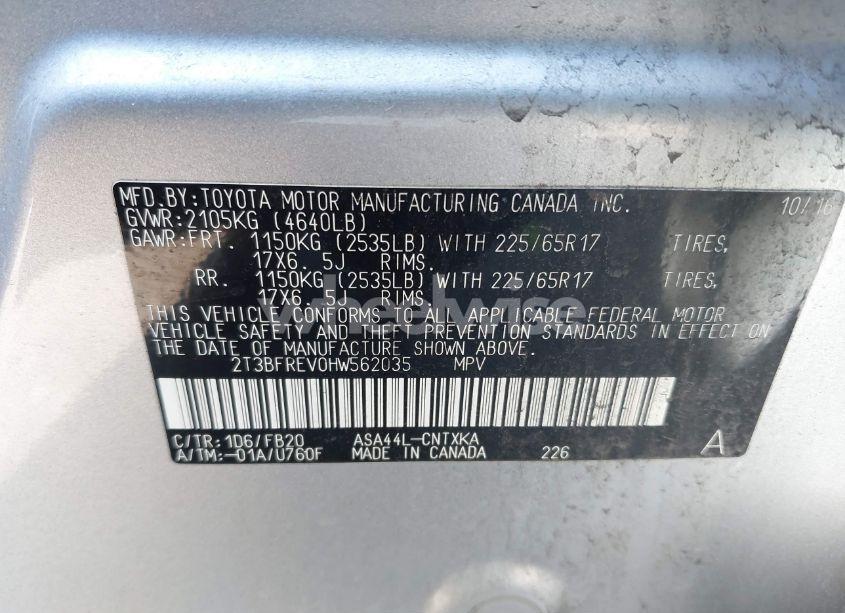 MFD.BY:TOYOTA MOTOR MANUFACTURING CANADA INC. 10/16
GVWR:2105KG (4640LB)
GAWR:FRT. 1150KG (2535LB) WITH 225/65R17 TIRES,
17X6. 5J RIMS.
RR. 1150KG (2535LB) WITH 225/65R17 TIRES,
17X6. 5J RIMS.
wheelwise
THIS VEHICLE CONFORMS TO ALL APPLICABLE FEDERAL MOTOR
VEHICLE SAFETY AND THEFT PREVENTION STANDARDS IN EFFECT ON
THE DATE OF MANUFACTURE SHOWN ABOVE.
2T3BFREV0HW562035 MPV
C/TR:1D6/FB20 ASA44L-CNTXKA A
A/TM:-01A/U760F MADE IN CANADA 226